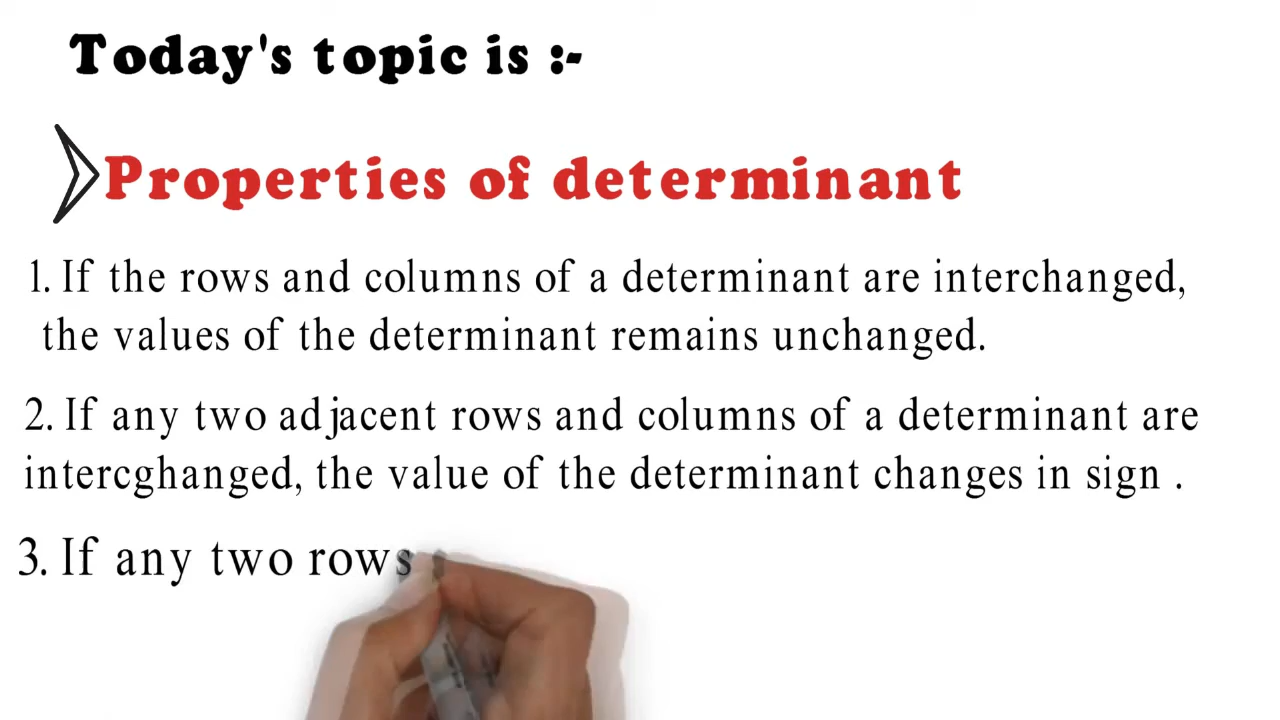 Today's topic is :-
Properties of determinant
1. If the rows and columns of a determinant are interchanged,
the values of the determinant remains unchanged.
2. If any two adjacent rows and columns of a determinant are
intercghanged, the value of the determinant changes in sign .
3. If any two rows